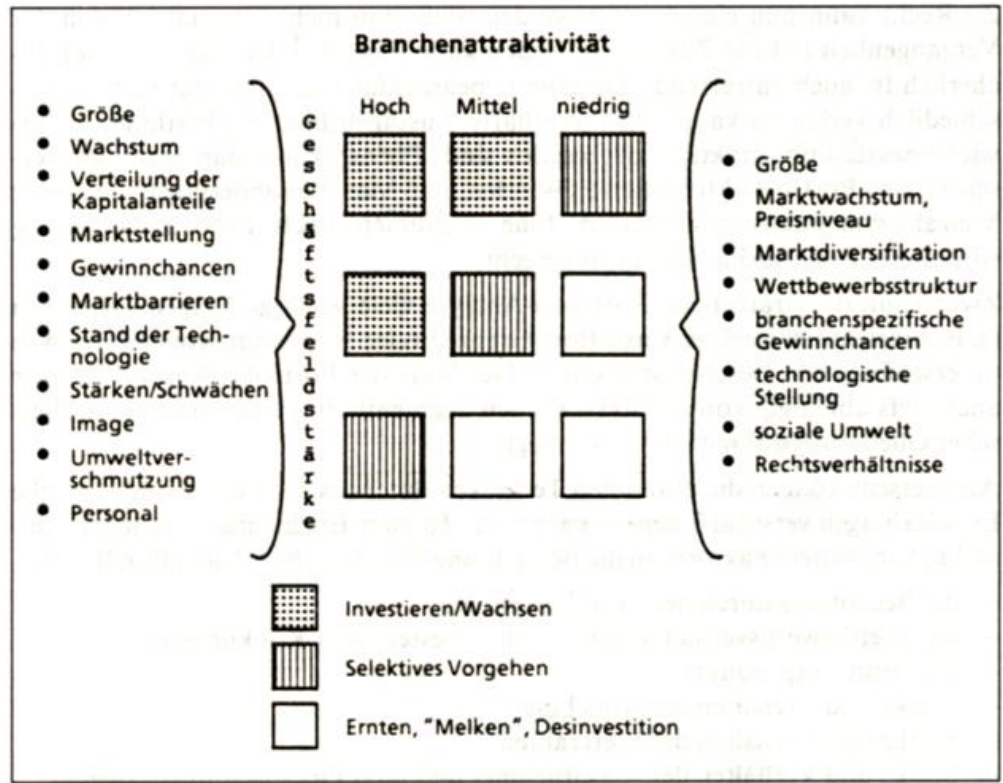 Branchenattraktivität
Größe
Wachstum
Verteilung der
Kapitalanteile
Marktstellung
Gewinnchancen
Marktbarrieren
Stand der Tech-
nologie
Stärken/Schwächen
Image
Umweltver-
schmutzung
Personal
Geschäftsfeldstärke
Hoch Mittel niedrig
Größe
Marktwachstum,
Preisniveau
Marktdiversifikation
Wettbewerbsstruktur
branchenspezifische
Gewinnchancen
technologische
Stellung
soziale Umwelt
Rechtsverhältnisse
Investieren/Wachsen
Selektives Vorgehen
Ernten, "Melken", Desinvestition